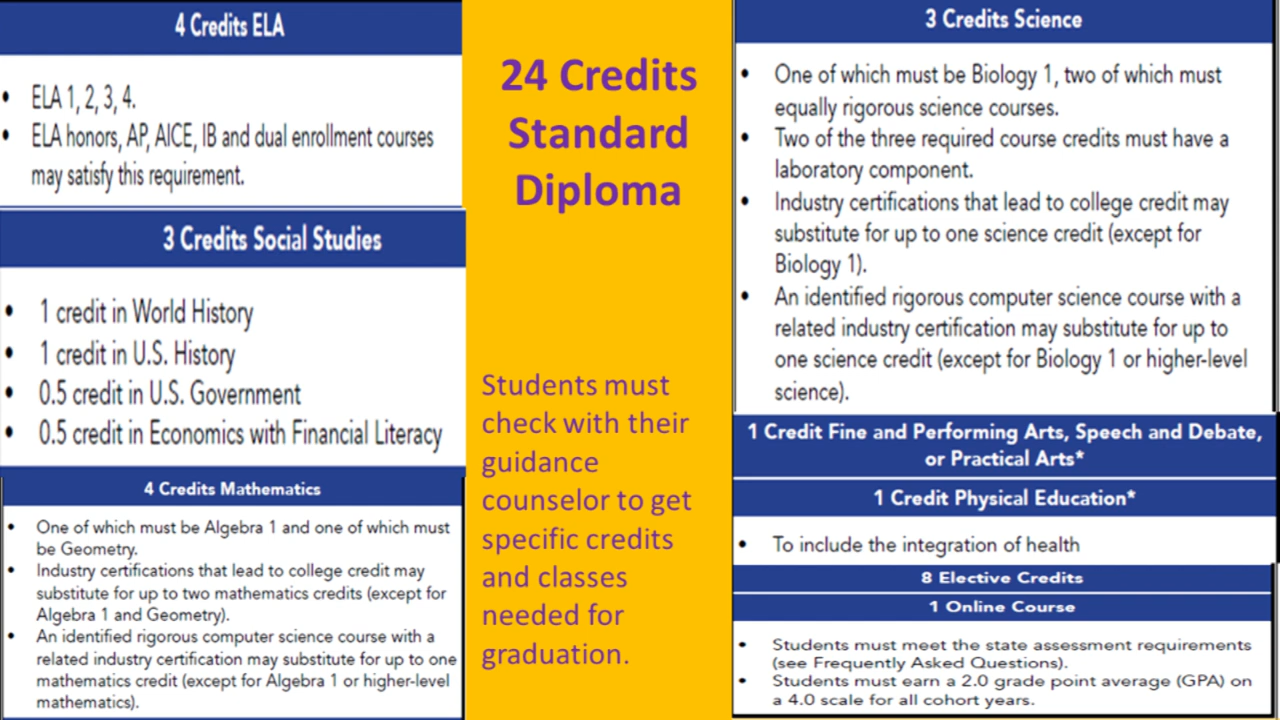 4 Credits ELA
• ELA 1, 2, 3, 4.
• ELA honors, AP, AICE, IB and dual enrollment courses
may satisfy this requirement.
3 Credits Social Studies
• 1 credit in World History
• 1 credit in U.S. History
• 0.5 credit in U.S. Government
• 0.5 credit in Economics with Financial Literacy
4 Credits Mathematics
• One of which must be Algebra 1 and one of which must
be Geometry.
• Industry certifications that lead to college credit may
substitute for up to two mathematics credits (except for
Algebra 1 and Geometry).
• An identified rigorous computer science course with a
related industry certification may substitute for up to one
mathematics credit (except for Algebra 1 or higher-level
mathematics).
24 Credits
Standard
Diploma
Students must
check with their
guidance
counselor to get
specific credits
and classes
needed for
graduation.
3 Credits Science
• One of which must be Biology 1, two of which must
equally rigorous science courses.
• Two of the three required course credits must have a
laboratory component.
• Industry certifications that lead to college credit may
substitute for up to one science credit (except for
Biology 1).
• An identified rigorous computer science course with a
related industry certification may substitute for up to
one science credit (except for Biology 1 or higher-level
science).
1 Credit Fine and Performing Arts, Speech and Debate,
or Practical Arts*
1 Credit Physical Education*
• To include the integration of health
8 Elective Credits
1 Online Course
• Students must meet the state assessment requirements
(see Frequently Asked Questions).
• Students must earn a 2.0 grade point average (GPA) on
a 4.0 scale for all cohort years.